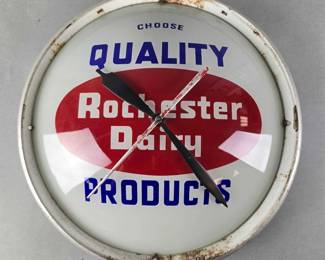 CHOOSE
QUALITY
Rochester
Dairy
PRODUCTS